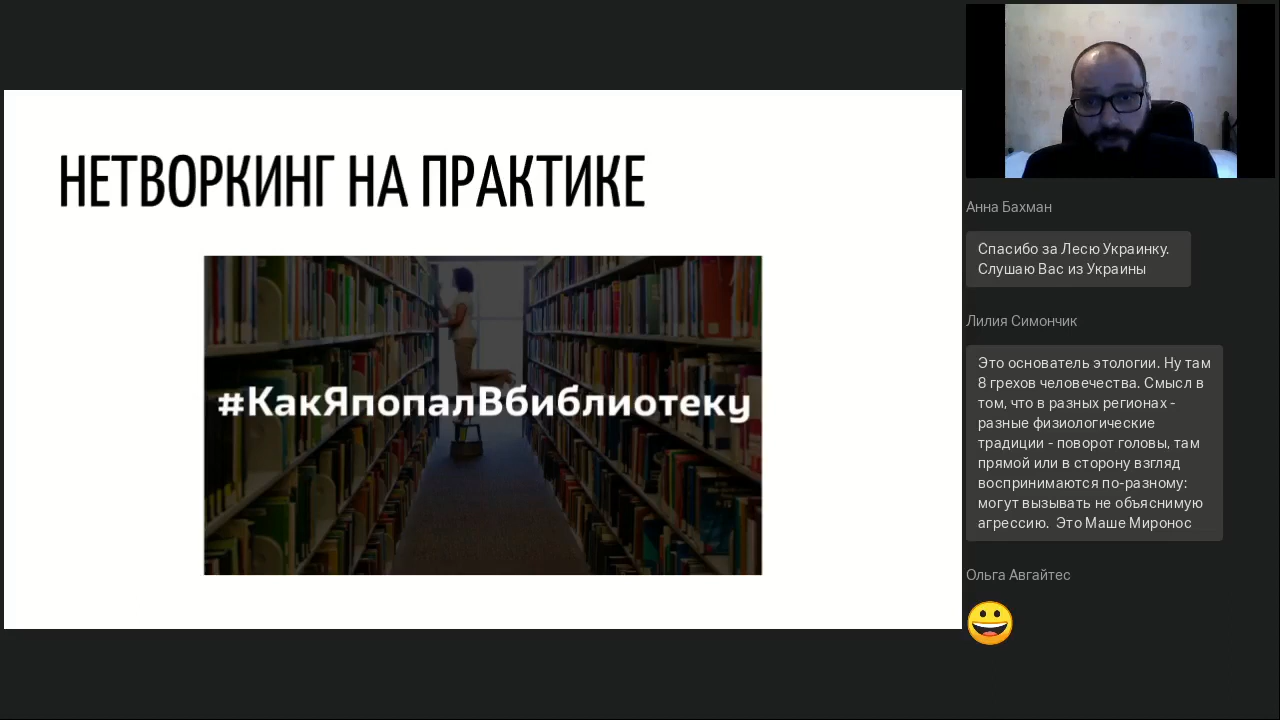 НЕТВОРКИНГ НА ПРАКТИКЕ
#КакЯпопалВбиблиотеку
Анна Бахман
Спасибо за Лесю Украинку.
Слушаю Вас из Украины
Лилия Симончик
Это основатель этологии. Ну там
8 грехов человечества. Смысл в
том, что в разных регионах -
разные физиологические
традиции - поворот головы, там
прямой или в сторону взгляд
воспринимаются по-разному:
могут вызывать не объяснимую
агрессию. Это Маше Миронос
Ольга Авгайтес